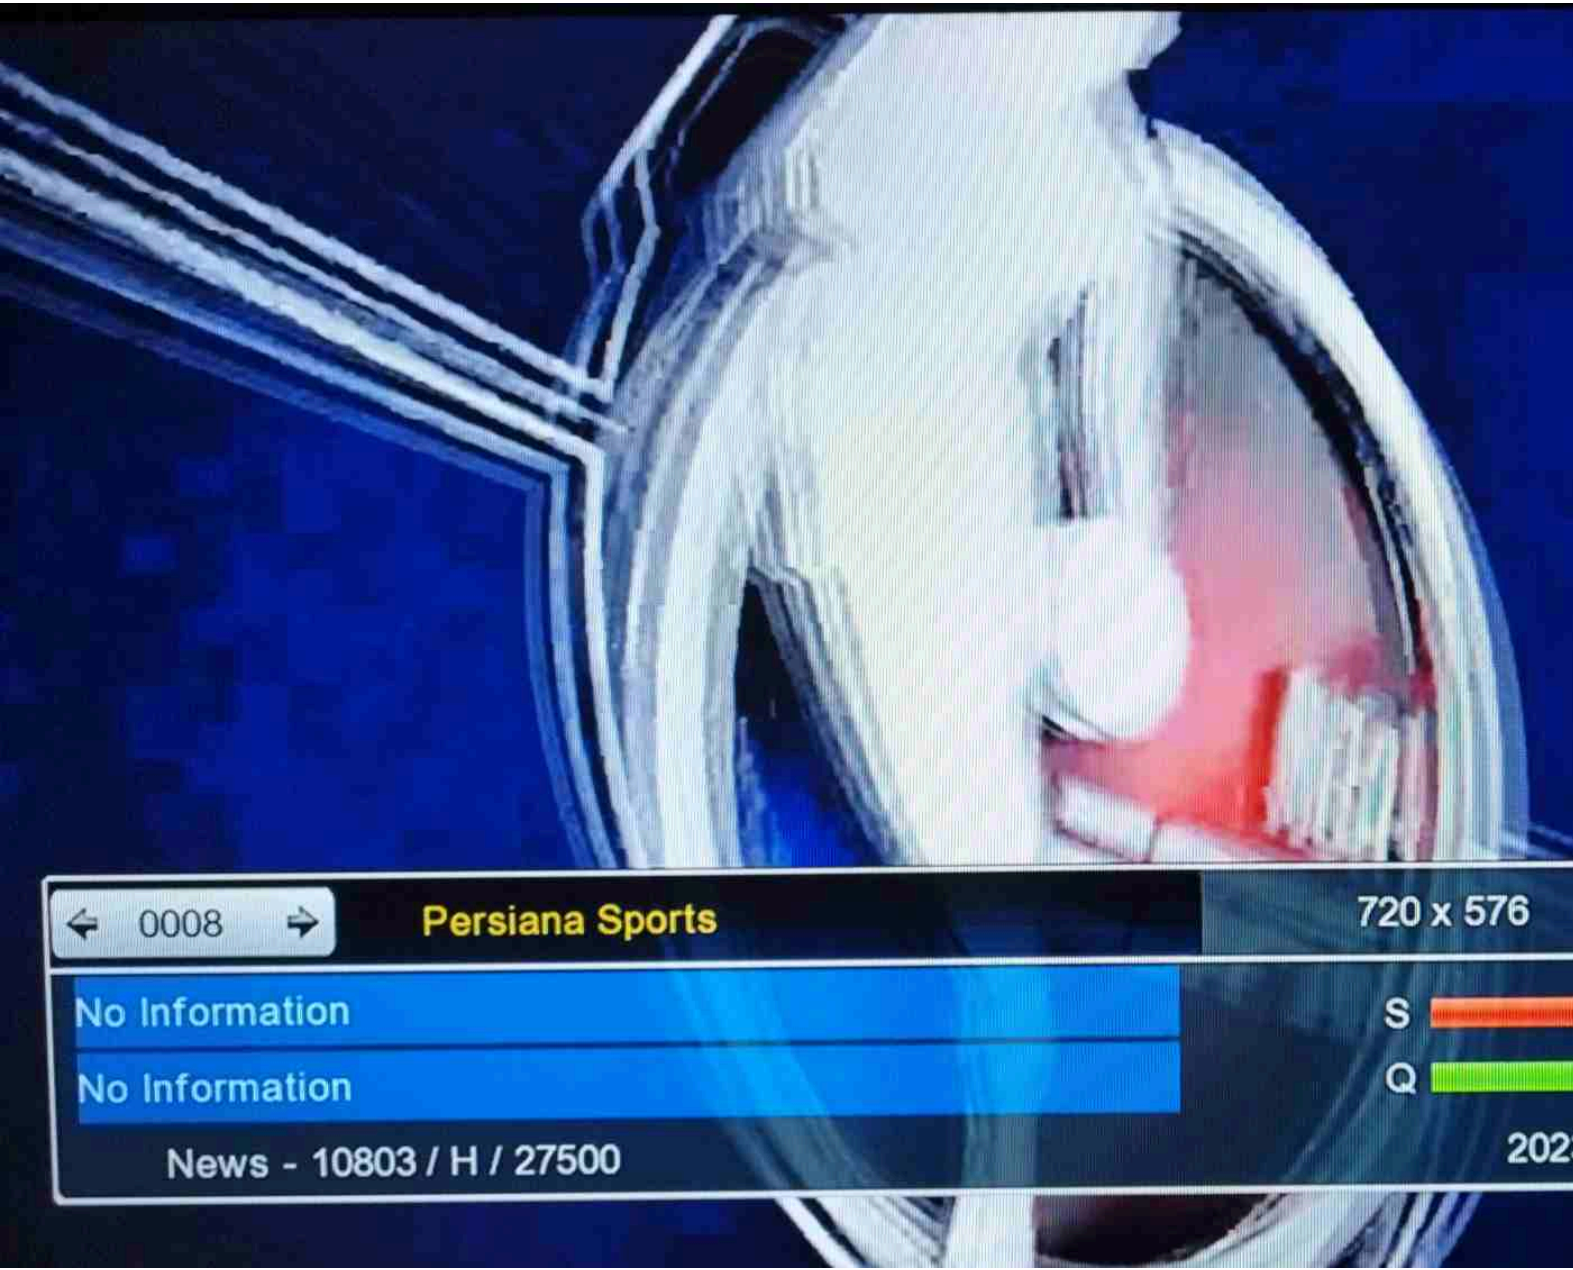 0008
Persiana Sports
720 x 576
No Information
S
No Information
Q
News - 10803 / H / 27500